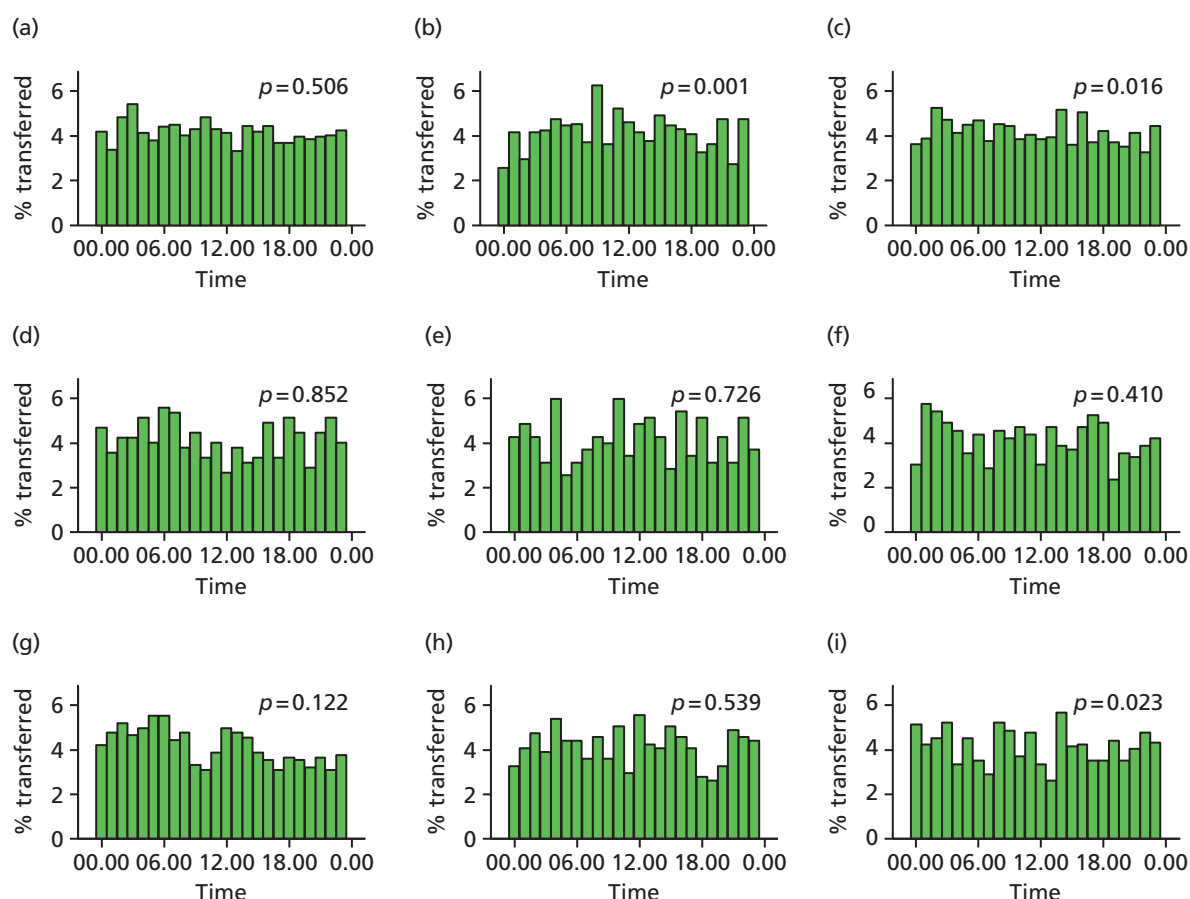 (a)
% transferred
6
4
2
0
p=0.506
00.00 06.00 12.00 18.00 0.00
Time
(b)
% transferred
6
4
2
0
p=0.001
00.00 06.00 12.00 18.00 0.00
Time
(c)
% transferred
6
4
2
0
p=0.016
00.00 06.00 12.00 18.00 0.00
Time
(d)
% transferred
6
4
2
0
p=0.852
00.00 06.00 12.00 18.00 0.00
Time
(e)
% transferred
6
4
2
0
p=0.726
00.00 06.00 12.00 18.00 0.00
Time
(f)
% transferred
6
4
2
0
p=0.410
00.00 06.00 12.00 18.00 0.00
Time
(g)
% transferred
6
4
2
0
p=0.122
00.00 06.00 12.00 18.00 0.00
Time
(h)
% transferred
6
4
2
0
p=0.539
00.00 06.00 12.00 18.00 0.00
Time
(i)
% transferred
6
4
2
0
p=0.023
00.00 06.00 12.00 18.00 0.00
Time